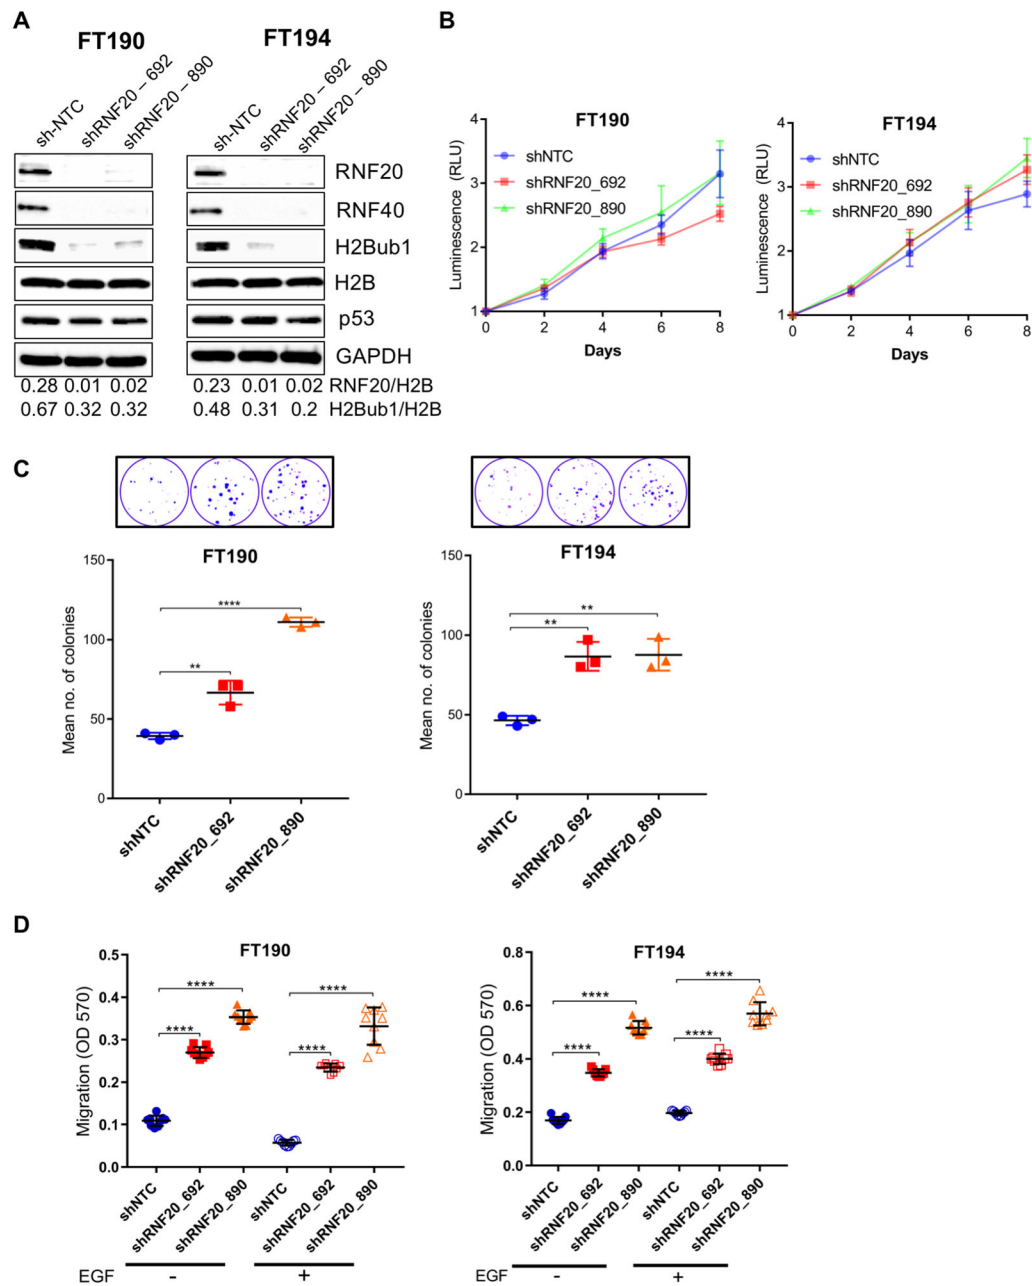 A
FT190
FT194
sh-NTC
shRNF20 – 692
shRNF20 – 890
sh-NTC
shRNF20 – 692
shRNF20 – 890
RNF20
RNF40
H2Bub1
H2B
p53
GAPDH
0.28 0.01 0.02 0.23 0.01 0.02 RNF20/H2B
0.67 0.32 0.32 0.48 0.31 0.2 H2Bub1/H2B
B
FT190
Luminescence (RLU)
4
3
2
1
shNTC
shRNF20_692
shRNF20_890
0 2 4 6 8
Days
FT194
Luminescence (RLU)
4
3
2
1
shNTC
shRNF20_692
shRNF20_890
0 2 4 6 8
Days
C
FT190
Mean no. of colonies
150
100
50
0
****
**
shNTC
shRNF20_692
shRNF20_890
FT194
Mean no. of colonies
150
100
50
0
**
**
shNTC
shRNF20_692
shRNF20_890
D
FT190
Migration (OD 570)
0.5
0.4
0.3
0.2
0.1
0.0
****
****
****
****
shNTC
shRNF20_692
shRNF20_890
shNTC
shRNF20_692
shRNF20_890
EGF - +
FT194
Migration (OD 570)
0.8
0.6
0.4
0.2
0.0
****
****
****
****
shNTC
shRNF20_692
shRNF20_890
shNTC
shRNF20_692
shRNF20_890
EGF - +